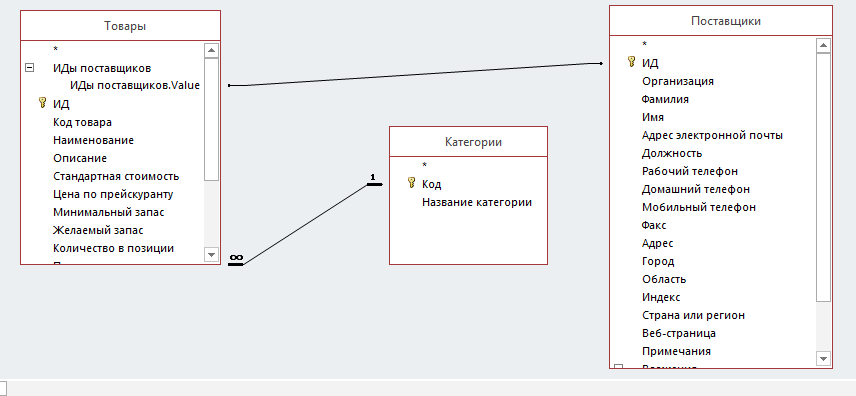 Товары
*
ИДы поставщиков
ИДы поставщиков.Value
ИД
Код товара
Наименование
Описание
Стандартная стоимость
Цена по прейскуранту
Минимальный запас
Желаемый запас
Количество в позиции
∞
1
Категории
*
Код
Название категории
Поставщики
*
ИД
Организация
Фамилия
Имя
Адрес электронной почты
Должность
Рабочий телефон
Домашний телефон
Мобильный телефон
Факс
Адрес
Город
Область
Индекс
Страна или регион
Веб-страница
Примечания